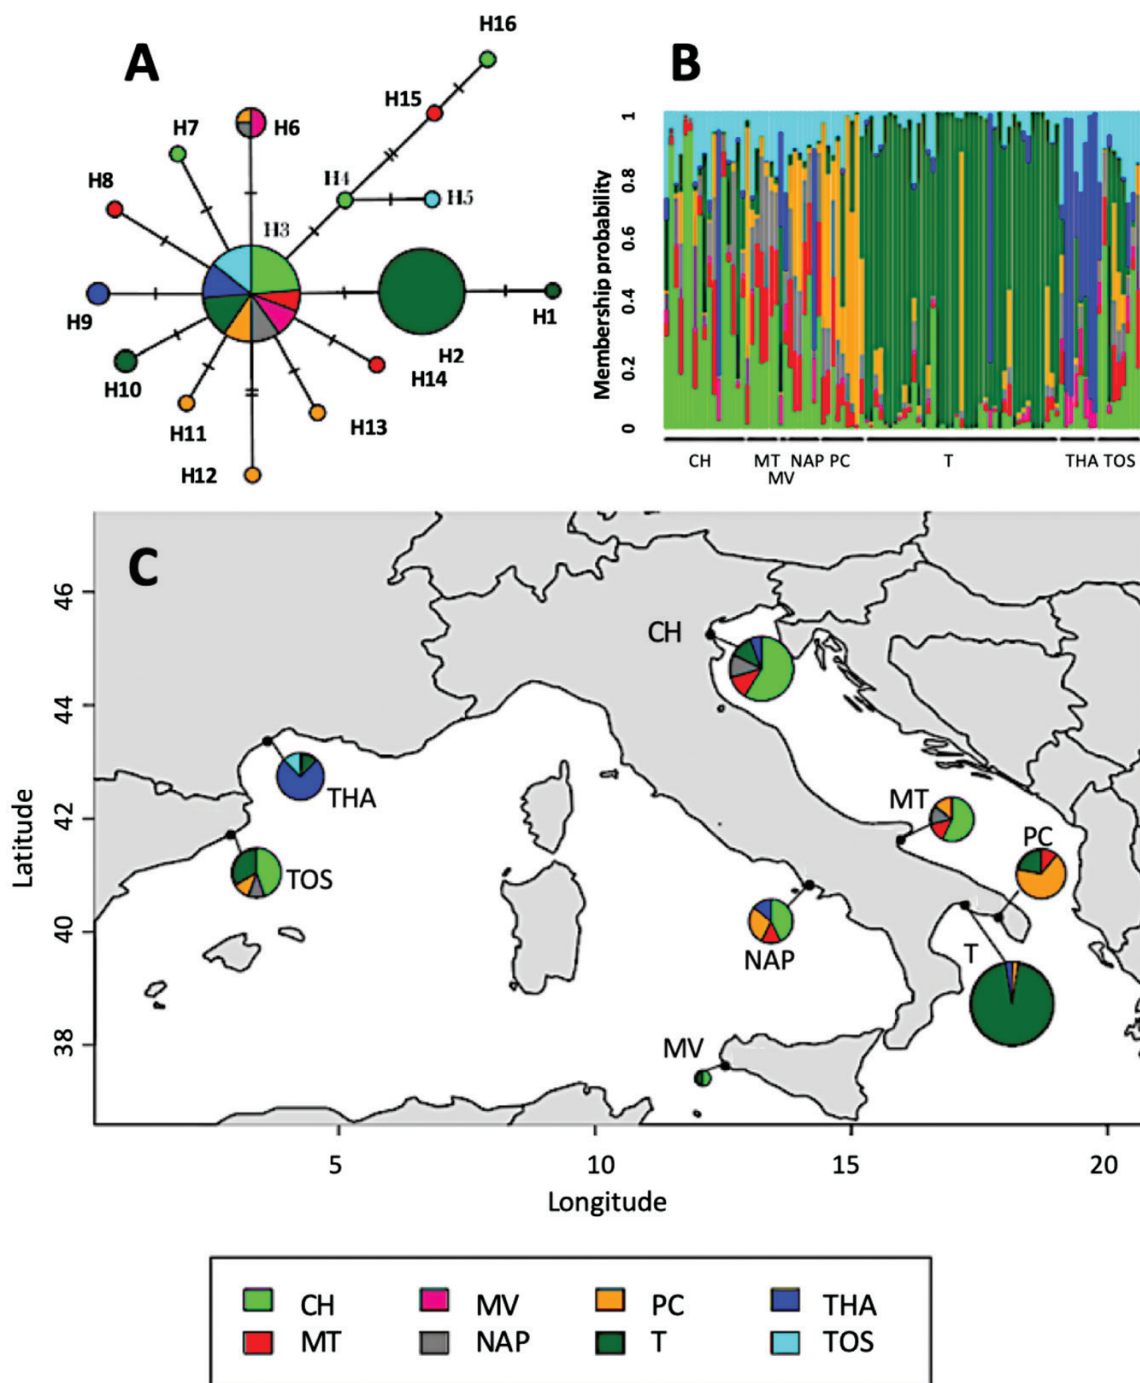 A
H16
H15
H7
H6
H8
H4
H5
H3
H9
H1
H2
H10
H14
H11
H13
H12
B
Membership probability
1
0.8
0.6
0.4
0.2
0
CH MT NAP PC T THA TOS
MV
C
CH
THA
MT
PC
TOS
NAP
T
MV
Latitude
46
44
42
40
38
5 10 15 20
Longitude
CH MV PC THA
MT NAP T TOS